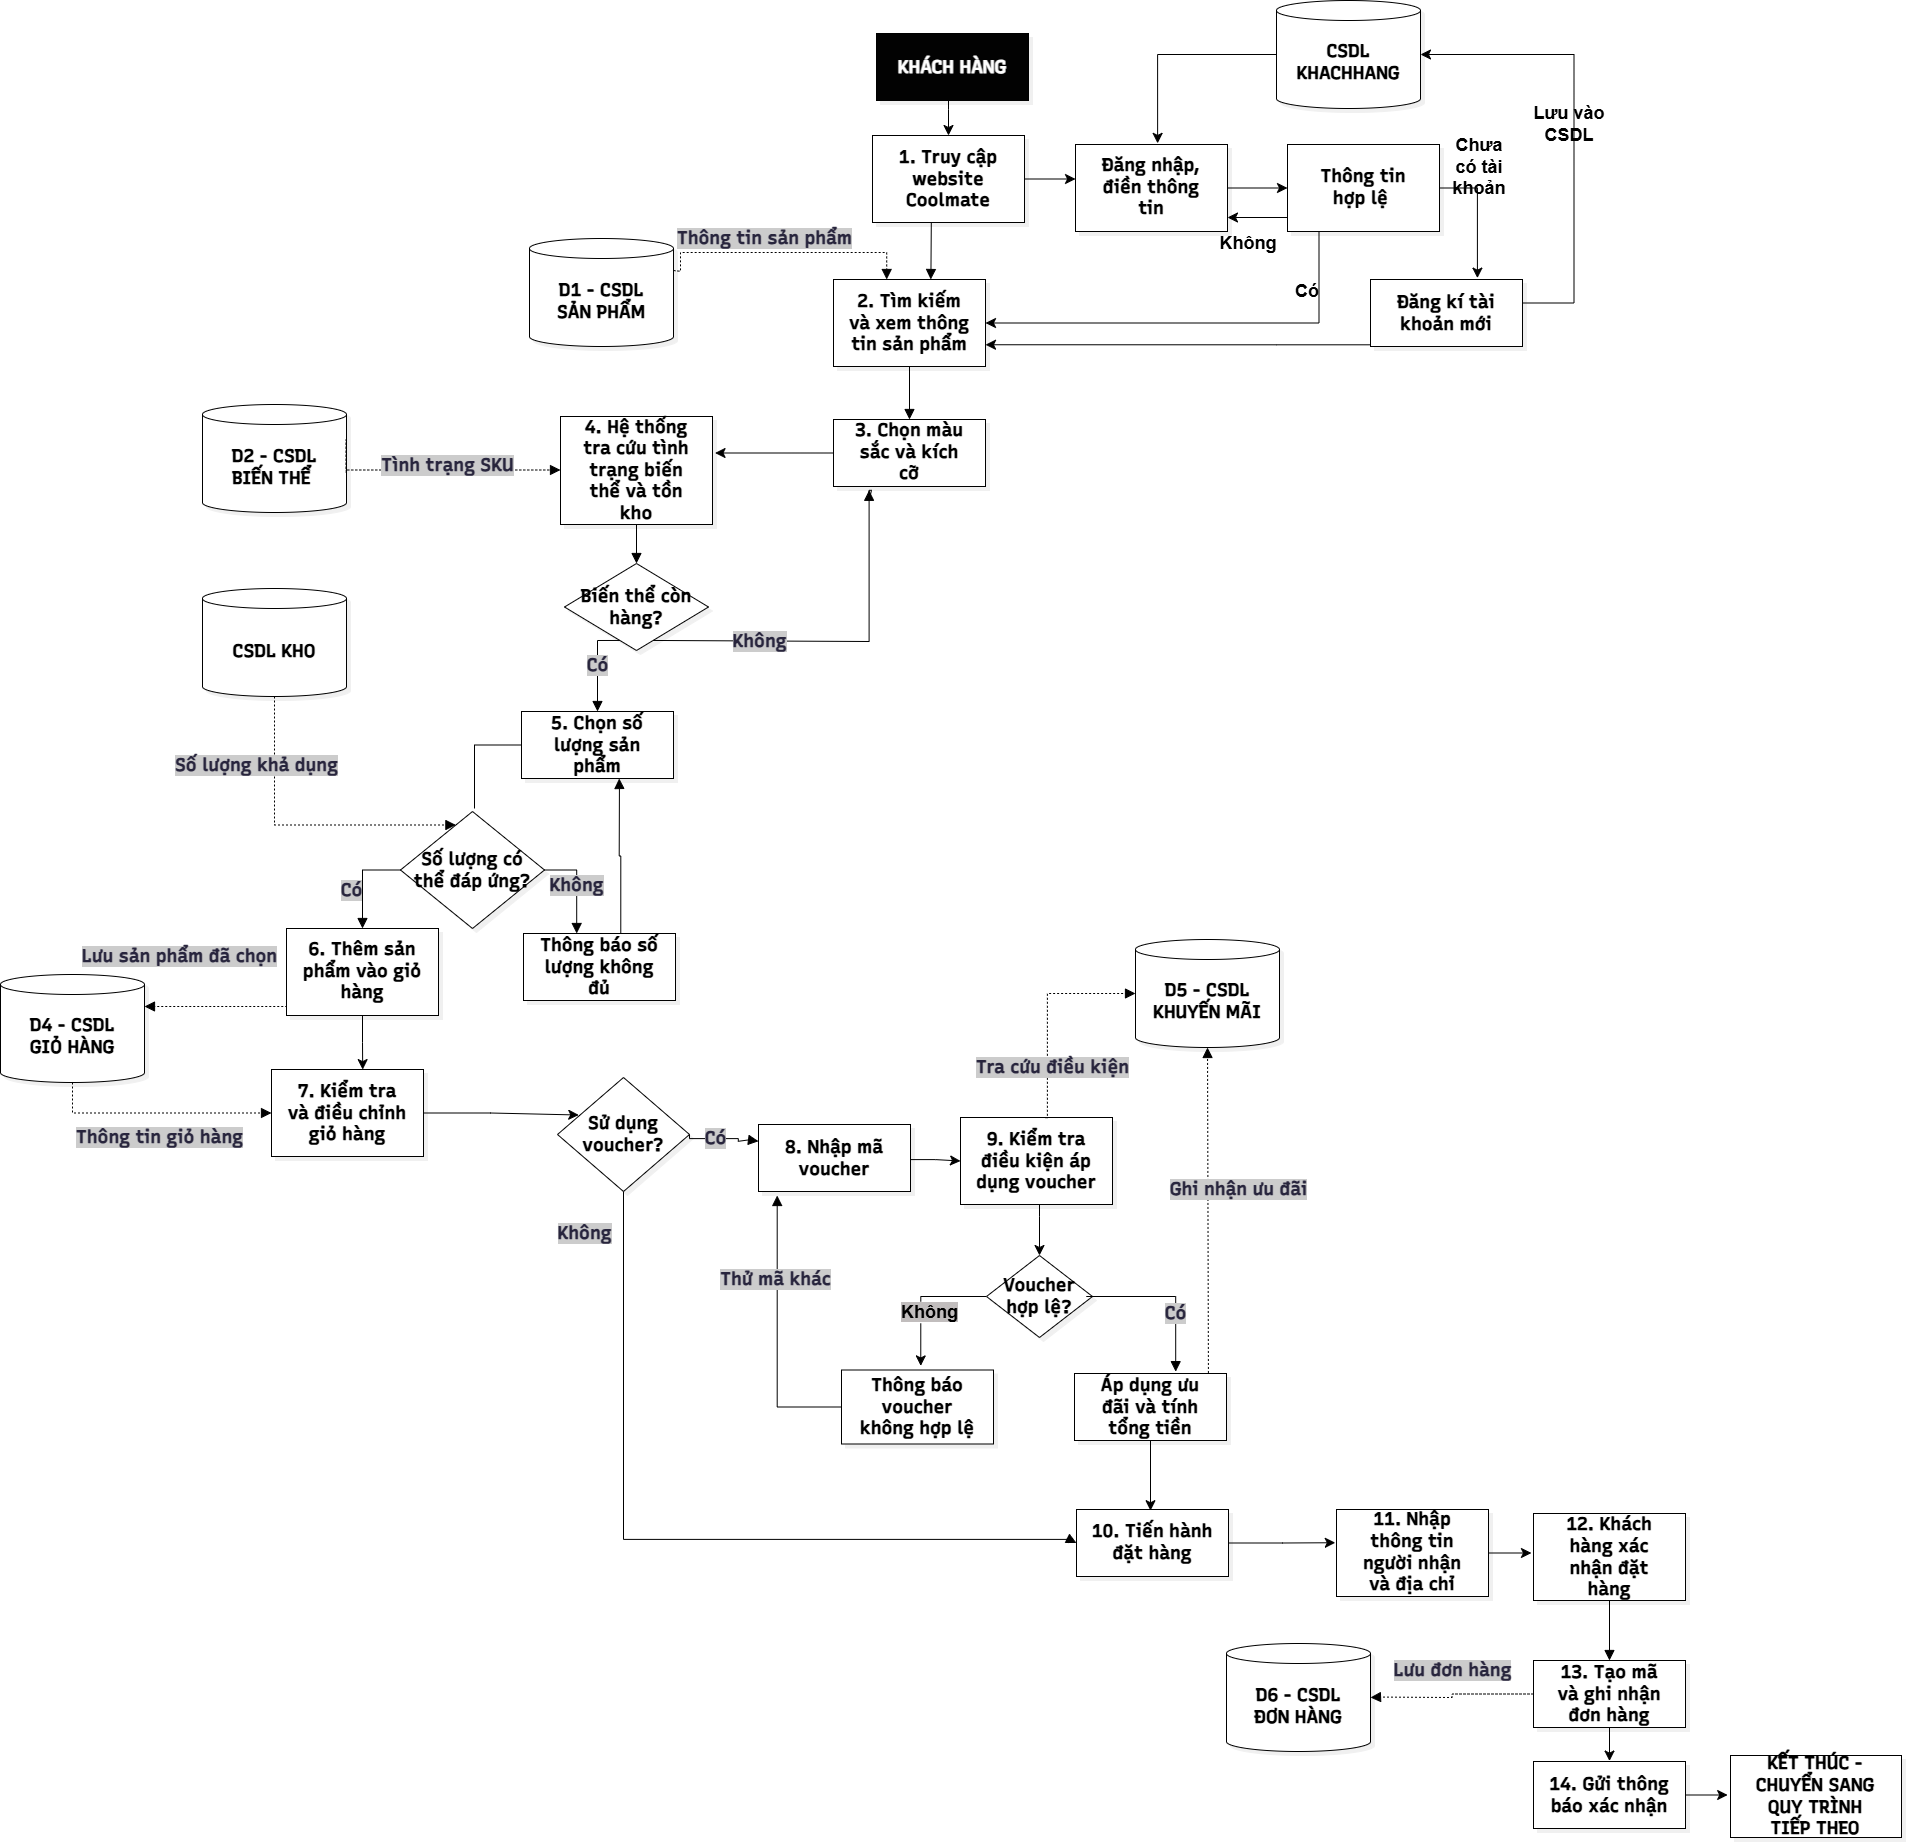 KHÁCH HÀNG
CSDL
KHACHHANG
Lưu vào
CSDL
1. Truy cập
website
Coolmate
Đăng nhập,
điền thông
tin
Thông tin
hợp lệ
Chưa
có tài
khoản
Không
Có
Đăng kí tài
khoản mới
Thông tin sản phẩm
D1 - CSDL
SẢN PHẨM
2. Tìm kiếm
và xem thông
tin sản phẩm
D2 - CSDL
BIẾN THỂ
Tình trạng SKU
4. Hệ thống
tra cứu tình
trạng biến
thể và tồn
kho
3. Chọn màu
sắc và kích
cỡ
Biến thể còn
hàng?
Không
Có
CSDL KHO
Số lượng khả dụng
5. Chọn số
lượng sản
phẩm
Số lượng có
thể đáp ứng?
Có
Không
Thông báo số
lượng không
đủ
6. Thêm sản
phẩm vào giỏ
hàng
Lưu sản phẩm đã chọn
D4 - CSDL
GIỎ HÀNG
Thông tin giỏ hàng
7. Kiểm tra
và điều chỉnh
giỏ hàng
Sử dụng
voucher?
Có
Không
8. Nhập mã
voucher
9. Kiểm tra
điều kiện áp
dụng voucher
Tra cứu điều kiện
D5 - CSDL
KHUYẾN MÃI
Ghi nhận ưu đãi
Voucher
hợp lệ?
Không
Có
Thử mã khác
Thông báo
voucher
không hợp lệ
Áp dụng ưu
đãi và tính
tổng tiền
10. Tiến hành
đặt hàng
11. Nhập
thông tin
người nhận
và địa chỉ
12. Khách
hàng xác
nhận đặt
hàng
Lưu đơn hàng
D6 - CSDL
ĐƠN HÀNG
13. Tạo mã
và ghi nhận
đơn hàng
14. Gửi thông
báo xác nhận
KẾT THÚC -
CHUYỂN SANG
QUY TRÌNH
TIẾP THEO